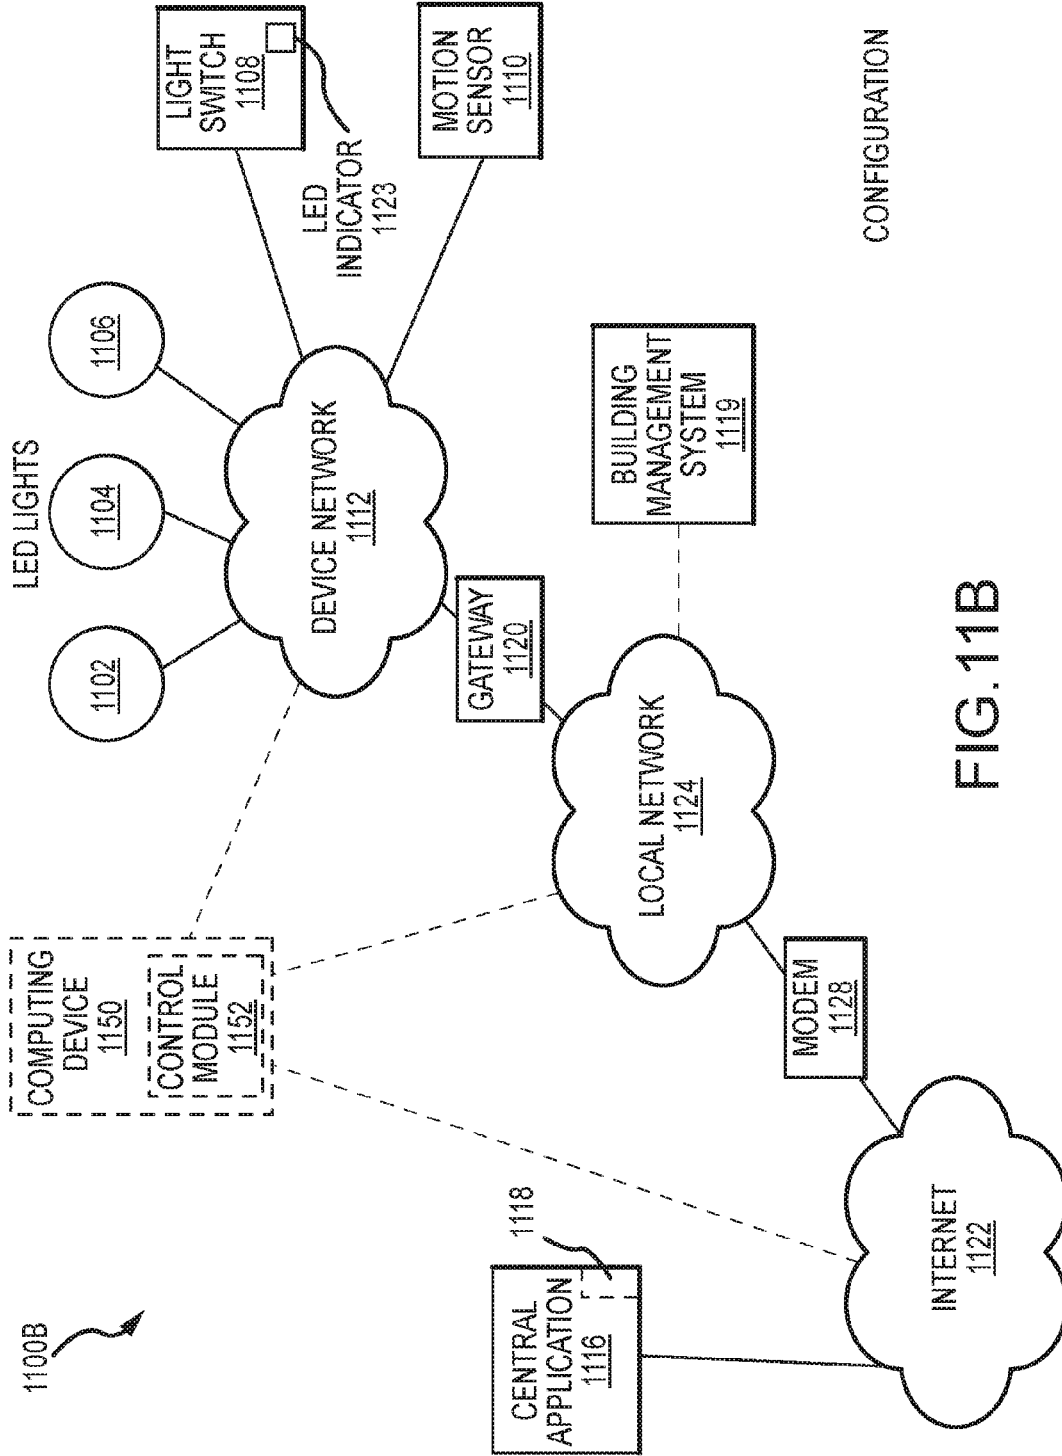 1100B
CENTRAL
APPLICATION
1116
1118
INTERNET
1122
COMPUTING
DEVICE
1150
CONTROL
MODULE
1152
MODEM
1128
LOCAL NETWORK
1124
GATEWAY
1120
LED LIGHTS
1102
1104
1106
DEVICE NETWORK
1112
LIGHT
SWITCH
1108
LED
INDICATOR
1123
MOTION
SENSOR
1110
BUILDING
MANAGEMENT
SYSTEM
1119
CONFIGURATION
FIG.11B